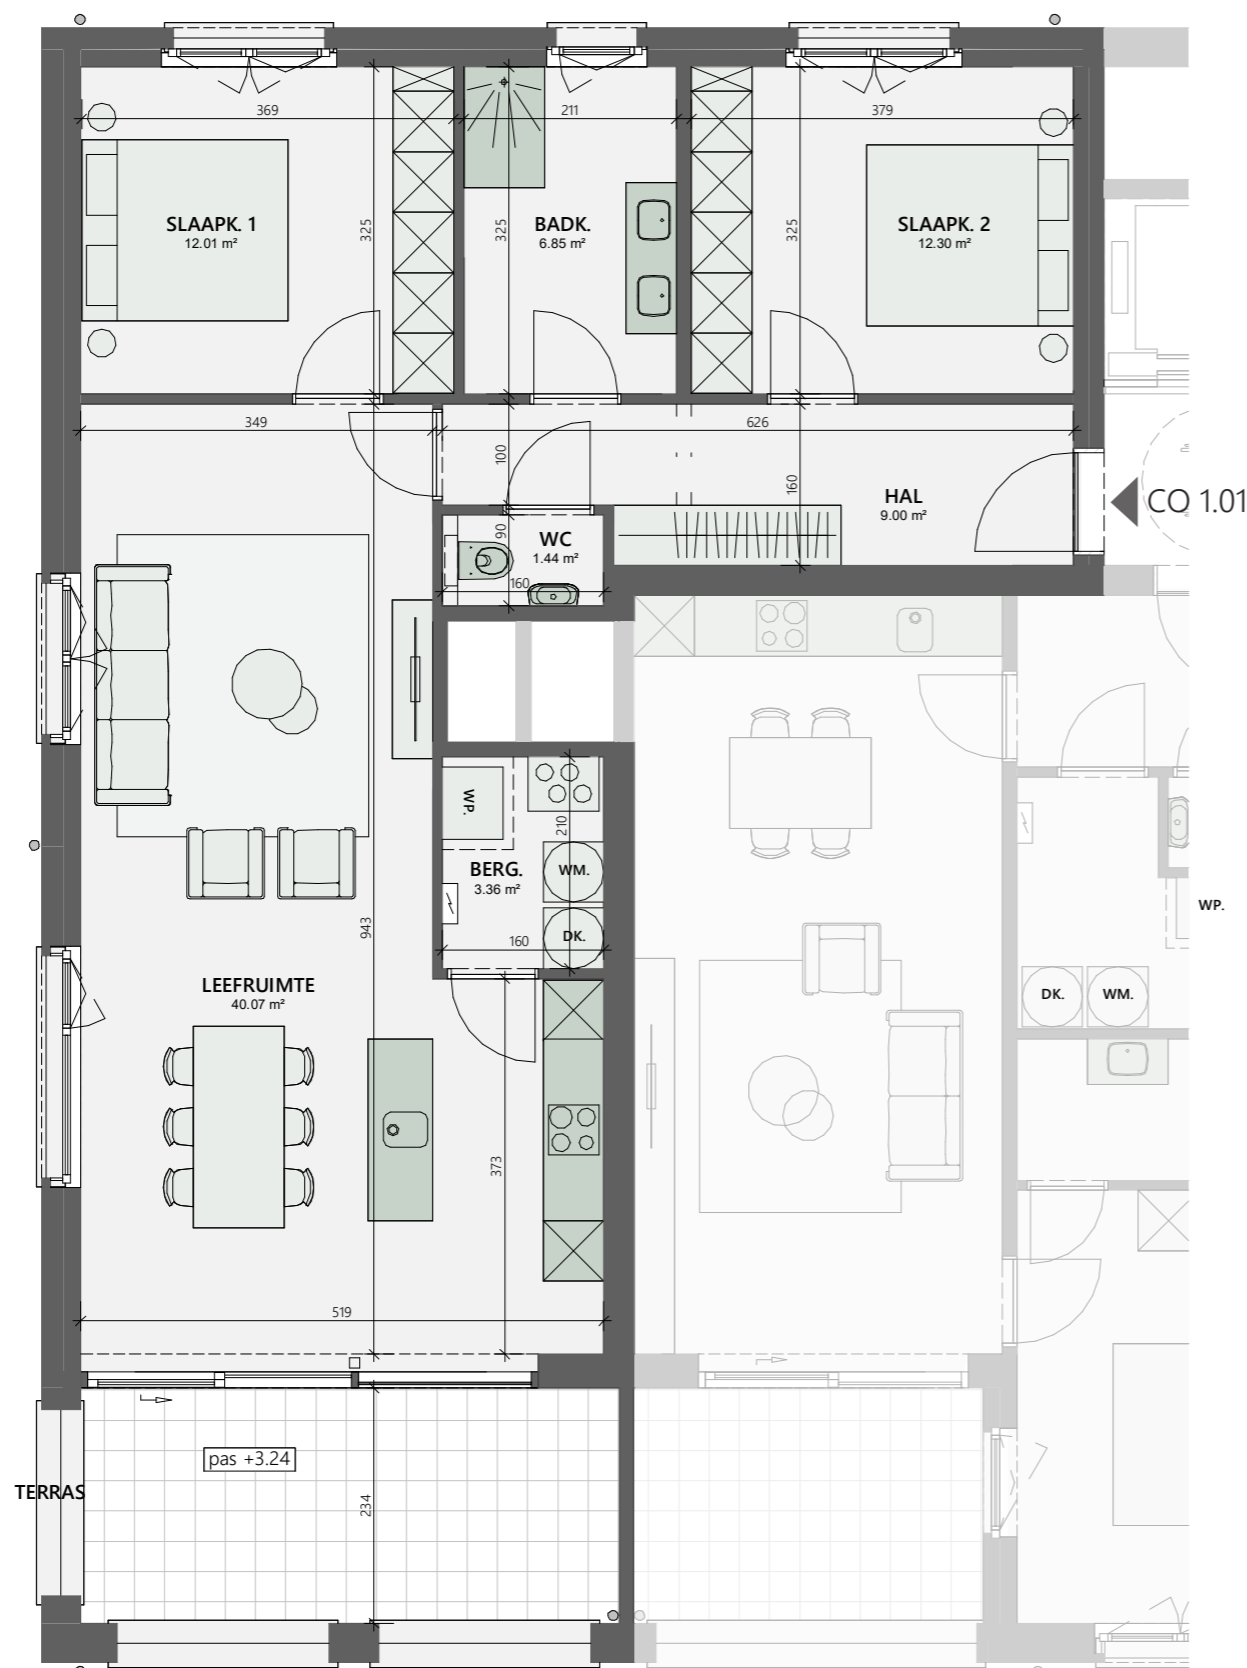 369
211
379
SLAAPK. 1
12.01 m²
325
BADK.
6.85 m²
325
SLAAPK. 2
12.30 m²
325
349
626
100
160
HAL
9.00 m²
CO 1.01
90
WC
1.44 m²
160
WP.
210
BERG.
3.36 m²
WM.
DK.
160
943
LEEFRUIMTE
40.07 m²
373
519
WP.
DK.
WM.
pas +3.24
TERRAS
234